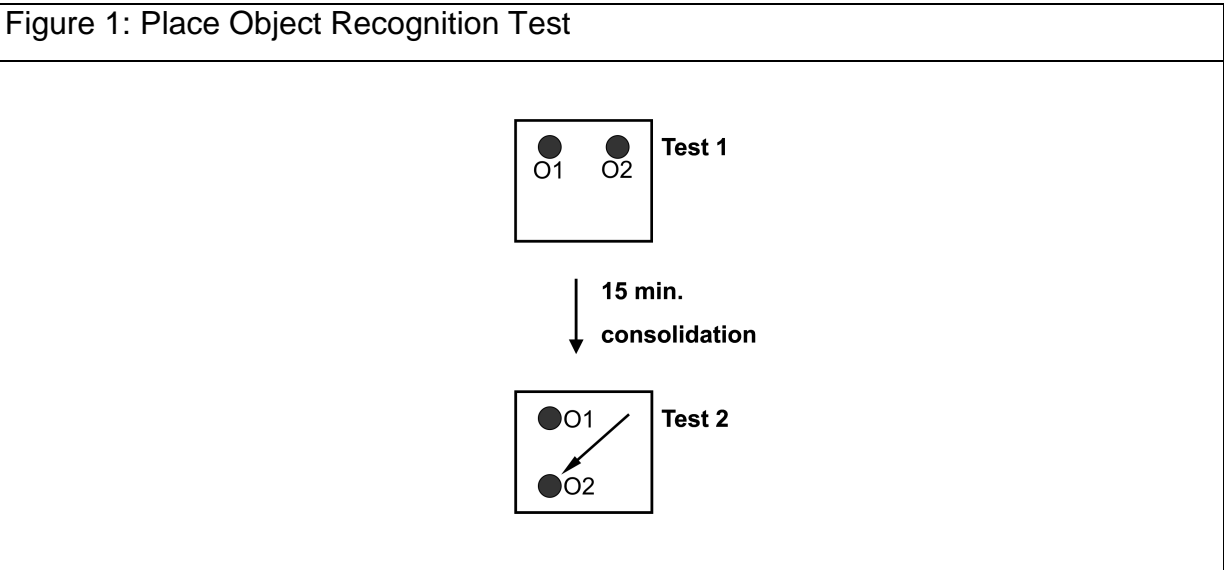 Figure 1: Place Object Recognition Test
Test 1
O1 O2
15 min.
consolidation
O1
Test 2
O2